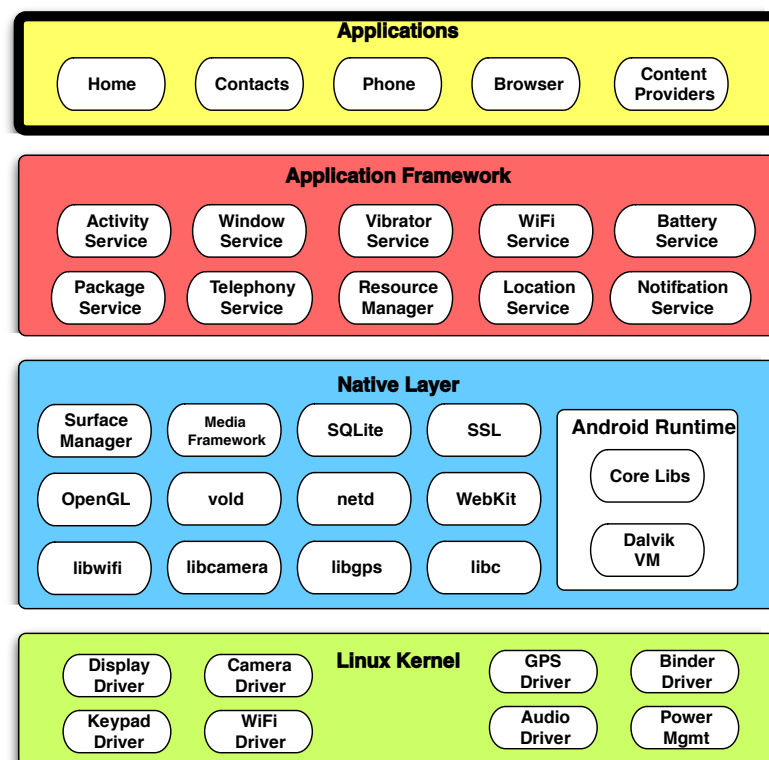 Applications
Home
Contacts
Phone
Browser
Content
Providers
Application Framework
Activity
Service
Window
Service
Vibrator
Service
WiFi
Service
Battery
Service
Package
Service
Telephony
Service
Resource
Manager
Location
Service
Notification
Service
Native Layer
Surface
Manager
Media
Framework
SQLite
SSL
OpenGL
vold
netd
WebKit
libwifi
libcamera
libgps
libc
Android Runtime
Core Libs
Dalvik
VM
Linux Kernel
Display
Driver
Camera
Driver
GPS
Driver
Binder
Driver
Keypad
Driver
WiFi
Driver
Audio
Driver
Power
Mgmt